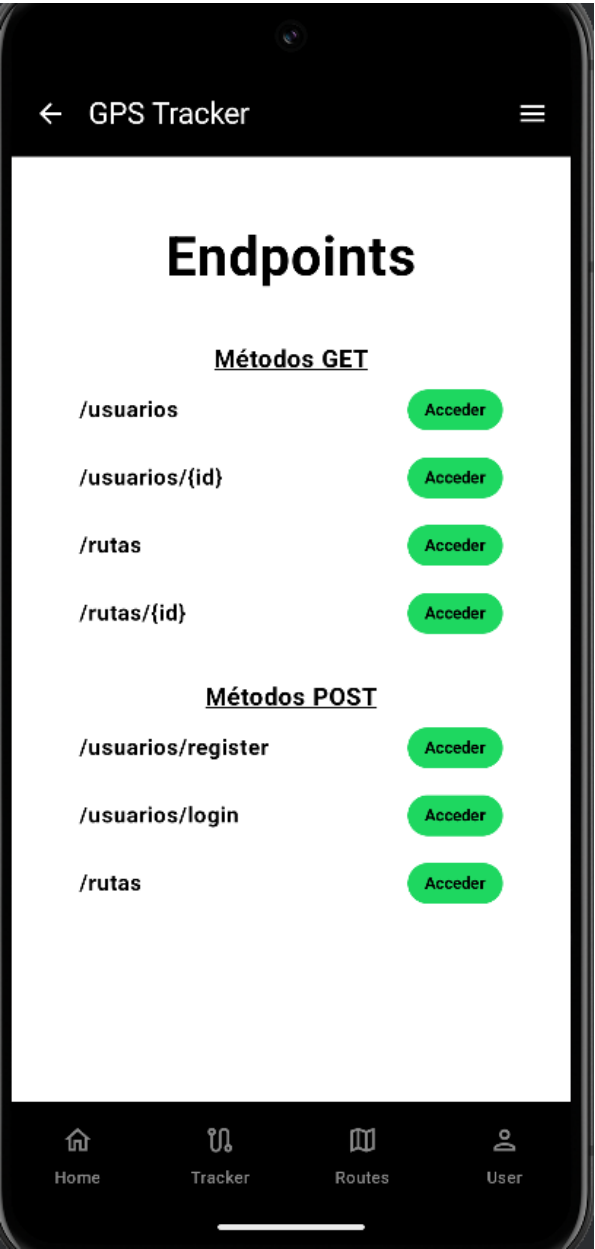 GPS Tracker
Endpoints
Métodos GET
/usuarios Acceder
/usuarios/{id} Acceder
/rutas Acceder
/rutas/{id} Acceder
Métodos POST
/usuarios/register Acceder
/usuarios/login Acceder
/rutas Acceder
Home Tracker Routes User